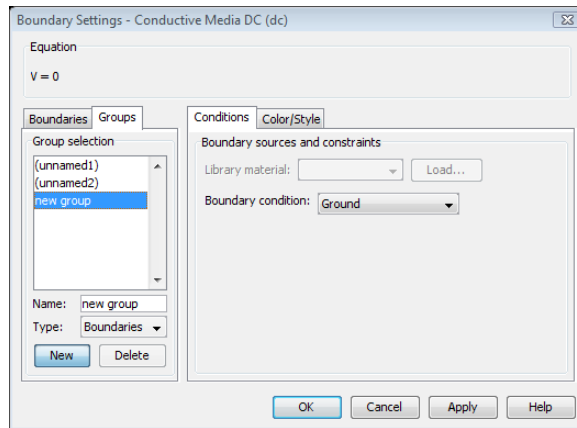 Boundary Settings - Conductive Media DC (dc)
Equation
V = 0
Boundaries Groups
Group selection
(unnamed1)
(unnamed2)
new group
Name: new group
Type: Boundaries
New Delete
Conditions Color/Style
Boundary sources and constraints
Library material: Load...
Boundary condition: Ground
OK Cancel Apply Help